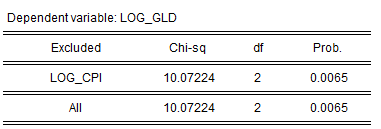 Dependent variable: LOG_GLD
Excluded Chi-sq df Prob.
LOG_CPI 10.07224 2 0.0065
All 10.07224 2 0.0065